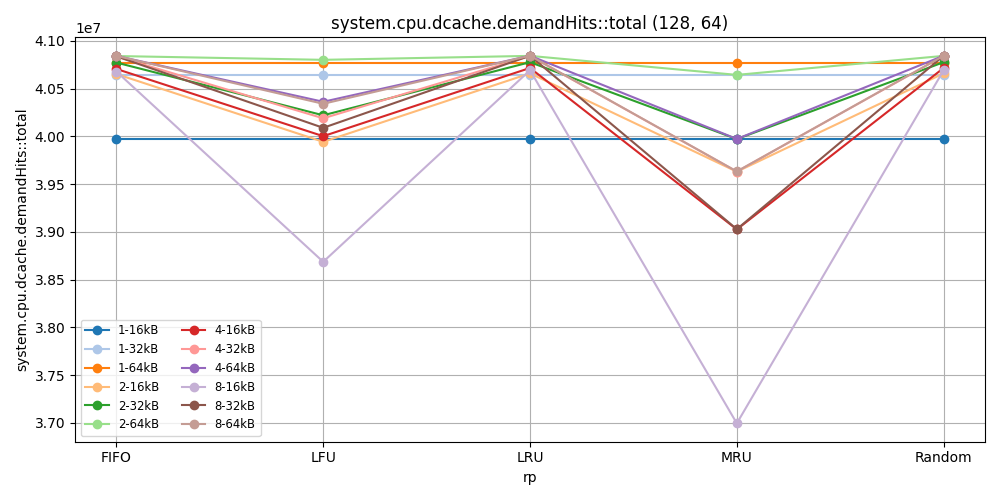 system.cpu.dcache.demandHits::total (128, 64)
1e7
4.10
4.05
4.00
3.95
3.90
3.85
3.80
3.75
3.70
system.cpu.dcache.demandHits::total
1-16kB
1-32kB
1-64kB
2-16kB
2-32kB
2-64kB
4-16kB
4-32kB
4-64kB
8-16kB
8-32kB
8-64kB
FIFO
LFU
LRU
MRU
Random
rp